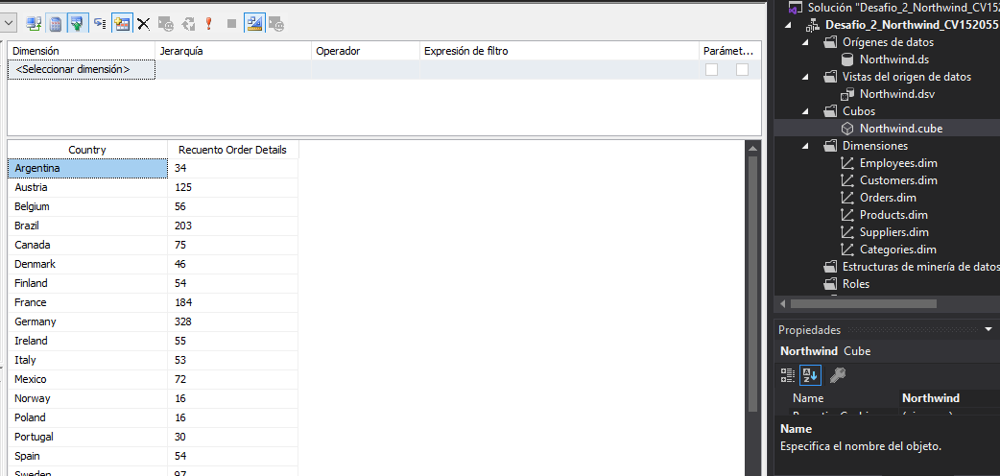 Dimensión Jerarquía Operador Expresión de filtro Parámet...
<Seleccionar dimensión>
Country Recuento Order Details
Argentina 34
Austria 125
Belgium 56
Brazil 203
Canada 75
Denmark 46
Finland 54
France 184
Germany 328
Ireland 55
Italy 53
Mexico 72
Norway 16
Poland 16
Portugal 30
Spain 54
Sweden 97
Solución "Desafio_2_Northwind_CV152
Desafio_2_Northwind_CV152055
Orígenes de datos
Northwind.ds
Vistas del origen de datos
Northwind.dsv
Cubos
Northwind.cube
Dimensiones
Employees.dim
Customers.dim
Orders.dim
Products.dim
Suppliers.dim
Categories.dim
Estructuras de minería de datos
Roles
Propiedades
Northwind Cube
Name Northwind
Name
Especifica el nombre del objeto.